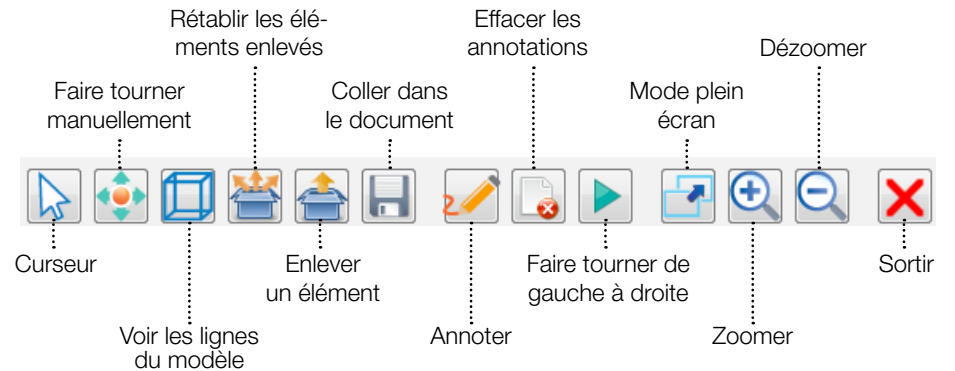 Rétablir les élé-
ments enlevés
Effacer les
annotations
Dézoomer
Faire tourner
manuellement
Coller dans
le document
Mode plein
écran
Curseur
Enlever
un élément
Faire tourner de
gauche à droite
Sortir
Voir les lignes
du modèle
Annoter
Zoomer